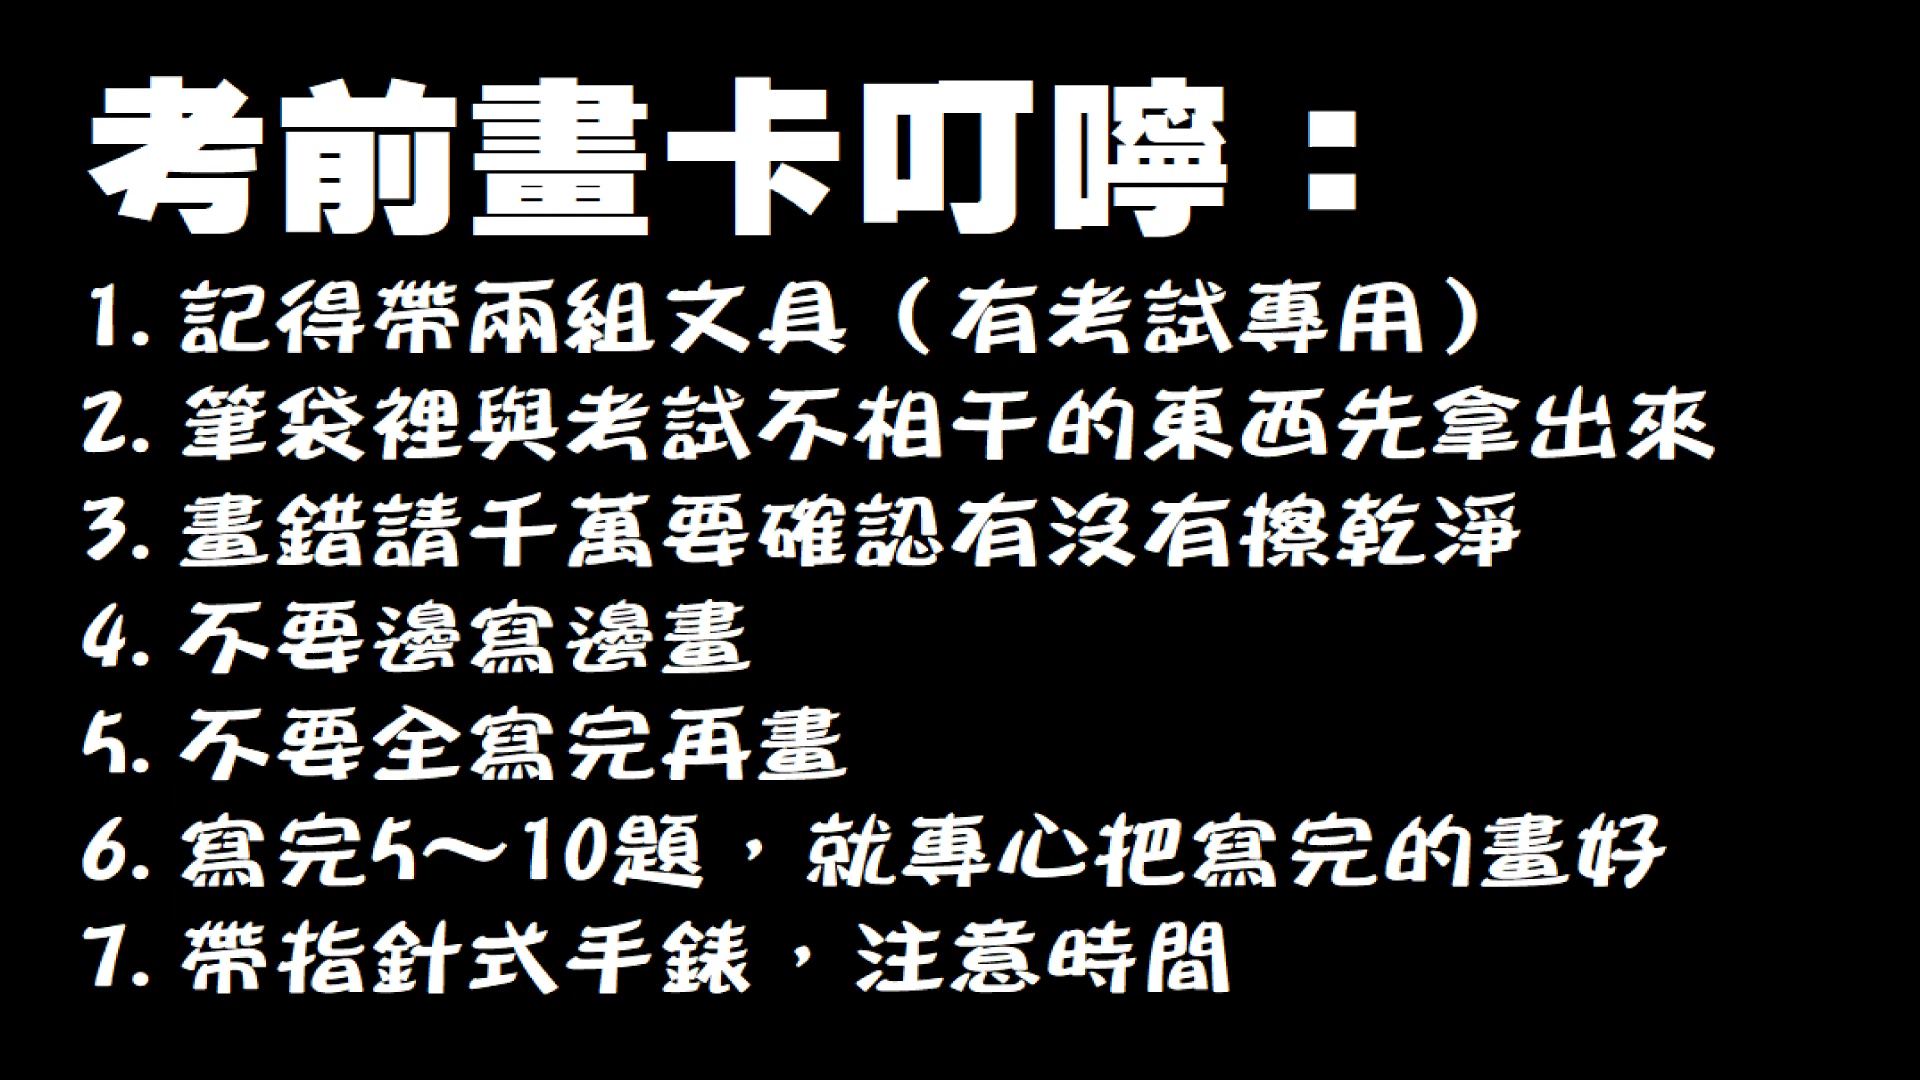 考前畫卡叮嚀：
1. 記得帶兩組文具（有考試專用）
2. 筆袋裡與考試不相干的東西先拿出來
3. 畫錯請千萬要確認有沒有擦乾淨
4. 不要邊寫邊畫
5. 不要全寫完再畫
6. 寫完5～10題，就專心把寫完的畫好
7. 帶指針式手錶，注意時間